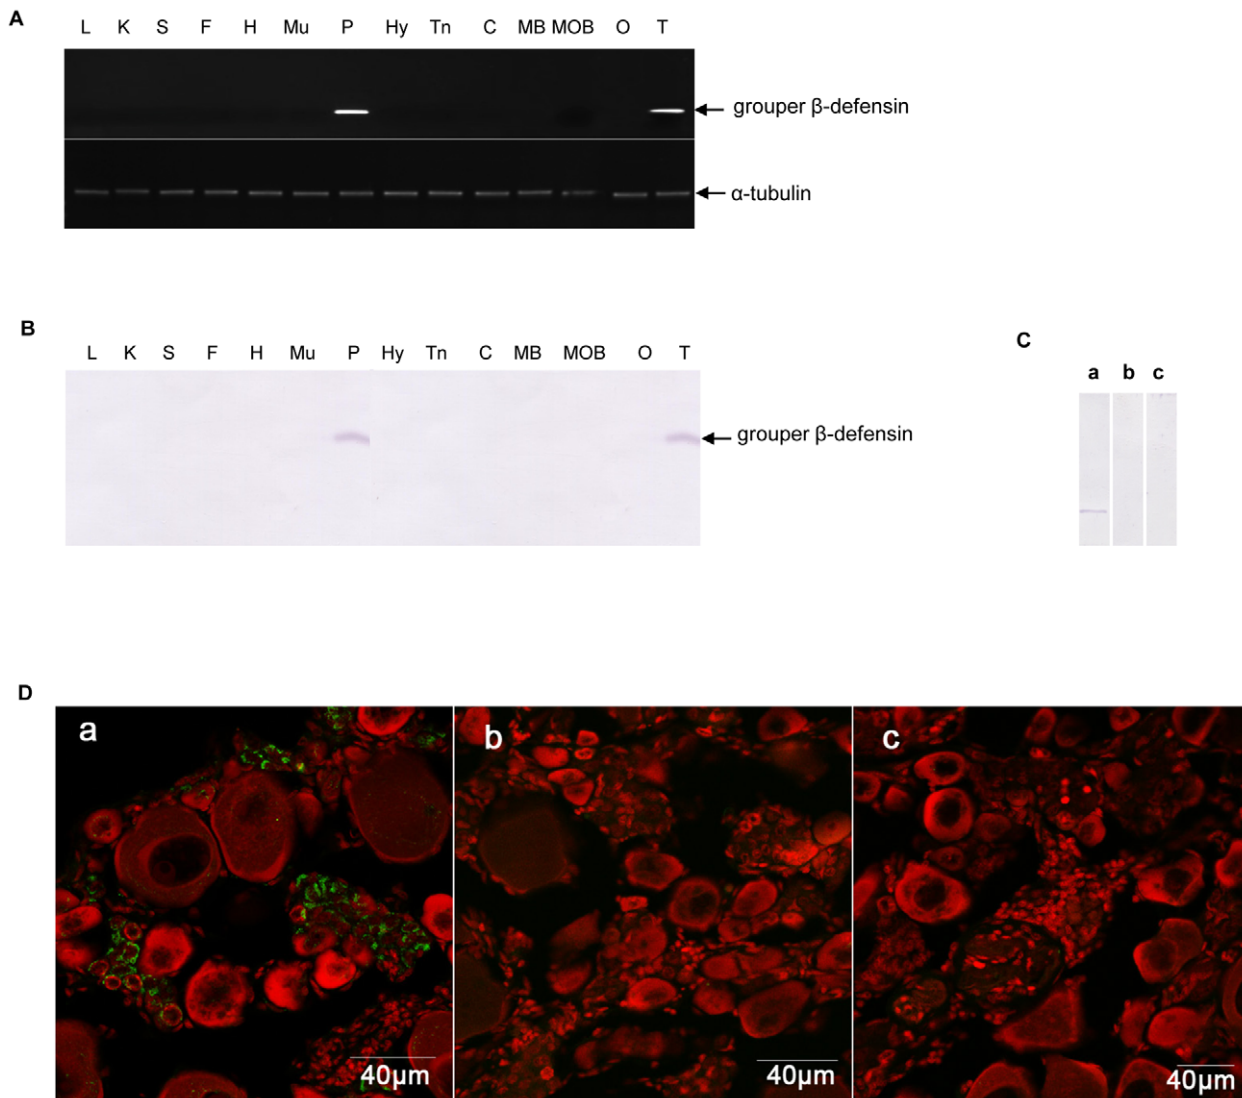 A
L K S F H Mu P Hy Tn C MB MOB O T
grouper β-defensin
α-tubulin
B
L K S F H Mu P Hy Tn C MB MOB O T
grouper β-defensin
C
a b c
D
a b c
40μm 40μm 40μm